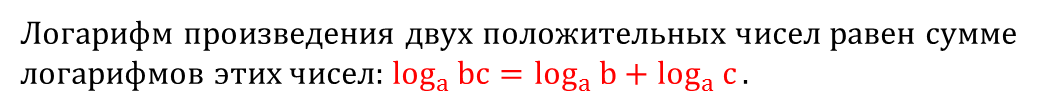 Логарифм произведения двух положительных чисел равен сумме
логарифмов этих чисел: logₐ bc = logₐ b + logₐ c .